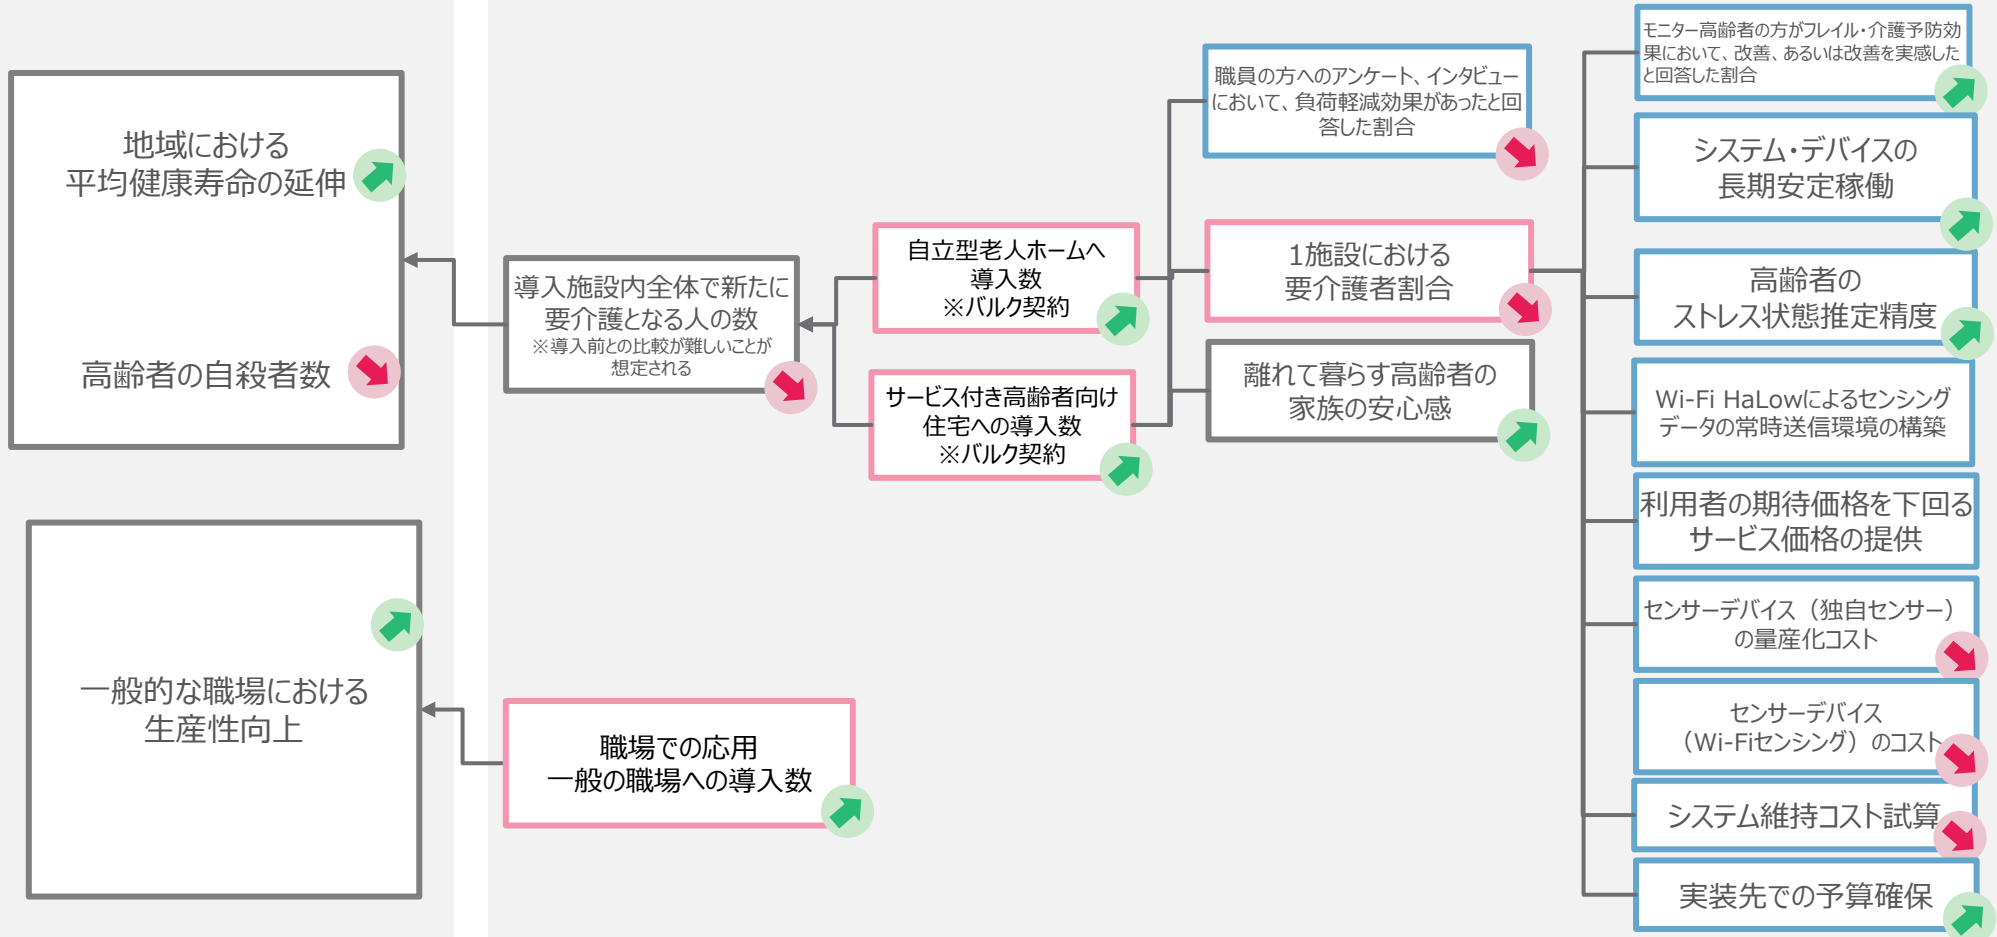 地域における
平均健康寿命の延伸
高齢者の自殺者数
一般的な職場における
生産性向上
導入施設内全体で新たに
要介護となる人の数
※導入前との比較が難しいことが
想定される
職場での応用
一般の職場への導入数
自立型老人ホームへ
導入数
※バルク契約
サービス付き高齢者向け
住宅への導入数
※バルク契約
職員の方へのアンケート、インタビュー
において、負荷軽減効果があったと回
答した割合
1施設における
要介護者割合
離れて暮らす高齢者の
家族の安心感
モニター高齢者の方がフレイル・介護予防効
果において、改善、あるいは改善を実感した
と回答した割合
システム・デバイスの
長期安定稼働
高齢者の
ストレス状態推定精度
Wi-Fi HaLowによるセンシング
データの常時送信環境の構築
利用者の期待価格を下回る
サービス価格の提供
センサーデバイス（独自センサー）
の量産化コスト
センサーデバイス
（Wi-Fiセンシング）のコスト
システム維持コスト試算
実装先での予算確保